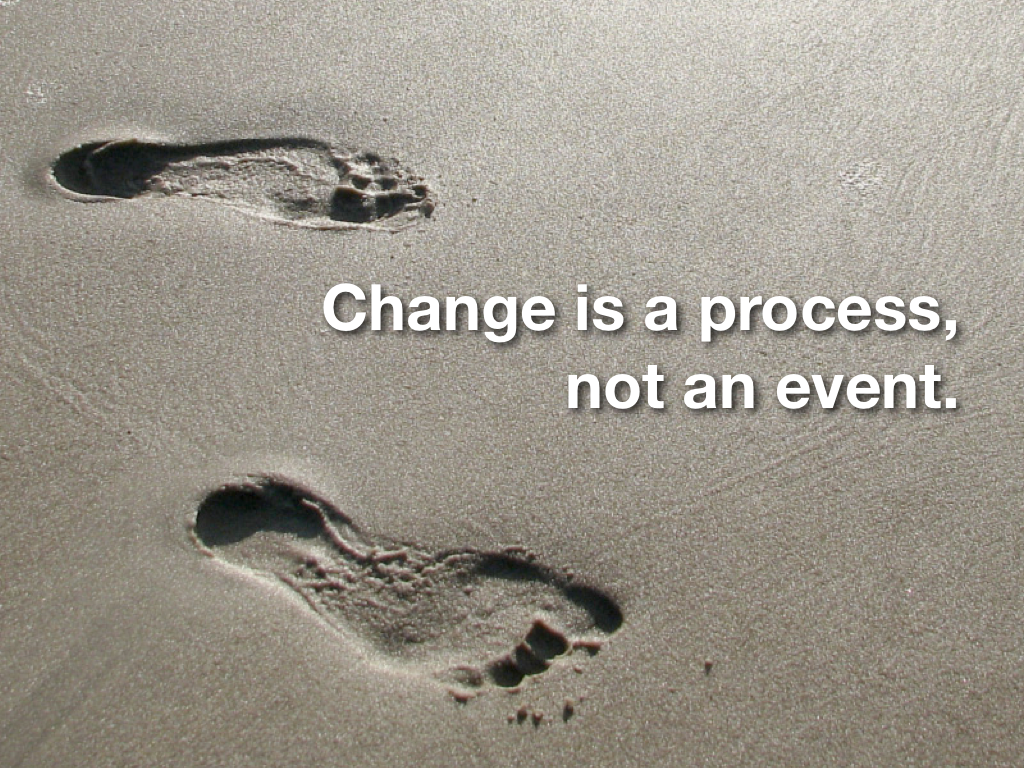 Change is a process,
not an event.